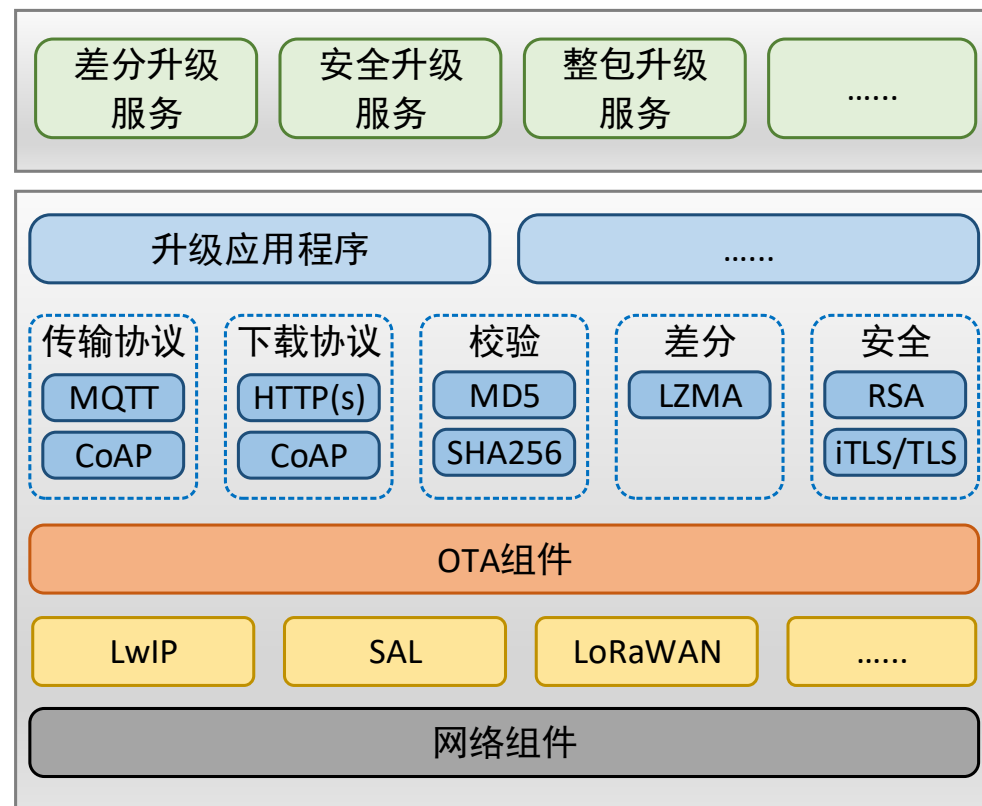 差分升级
服务
安全升级
服务
整包升级
服务
......
升级应用程序
......
传输协议
MQTT
CoAP
下载协议
HTTP(s)
CoAP
校验
MD5
SHA256
差分
LZMA
安全
RSA
iTLS/TLS
OTA组件
LwIP
SAL
LoRaWAN
......
网络组件